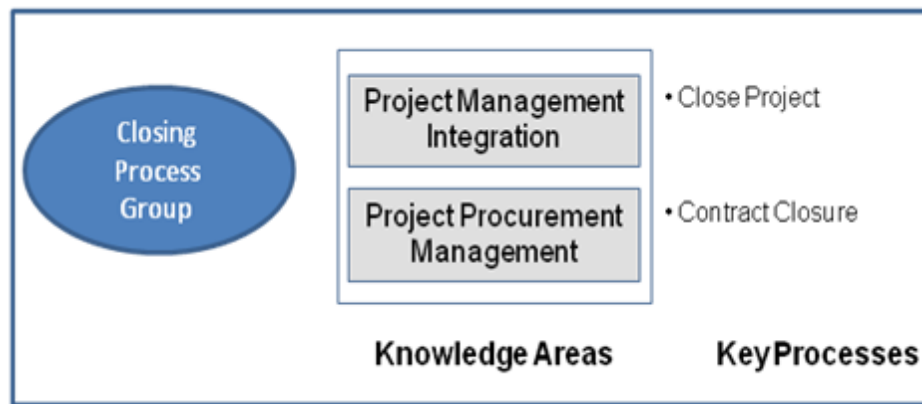 Closing
Process
Group
Project Management
Integration
• Close Project
Project Procurement
Management
• Contract Closure
Knowledge Areas
Key Processes